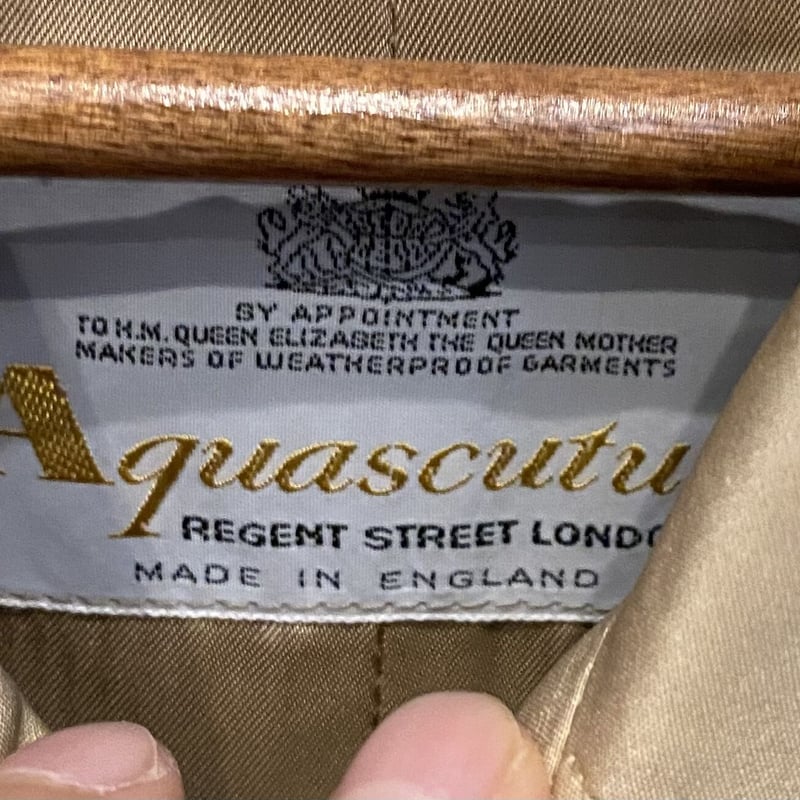 BY APPOINTMENT
TO H.M. QUEEN ELIZABETH THE QUEEN MOTHER
MAKERS OF WEATHERPROOF GARMENTS
Aquascutu
REGENT STREET LONDO
MADE IN ENGLAND